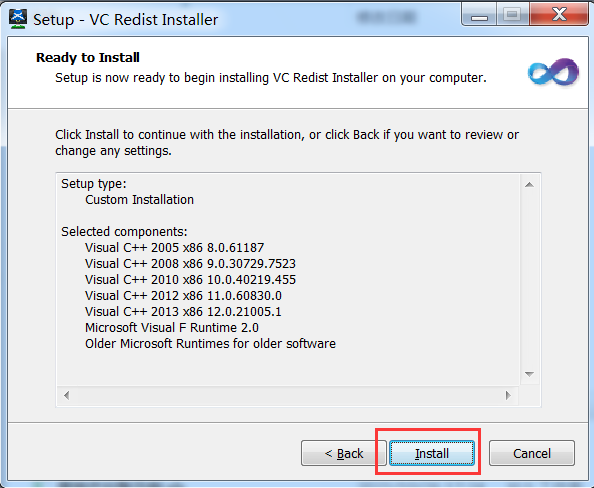 Setup - VC Redist Installer
Ready to Install
Setup is now ready to begin installing VC Redist Installer on your computer.
Click Install to continue with the installation, or click Back if you want to review or
change any settings.
Setup type:
Custom Installation
Selected components:
Visual C++ 2005 x86 8.0.61187
Visual C++ 2008 x86 9.0.30729.7523
Visual C++ 2010 x86 10.0.40219.455
Visual C++ 2012 x86 11.0.60830.0
Visual C++ 2013 x86 12.0.21005.1
Microsoft Visual F Runtime 2.0
Older Microsoft Runtimes for older software
< Back
Install
Cancel